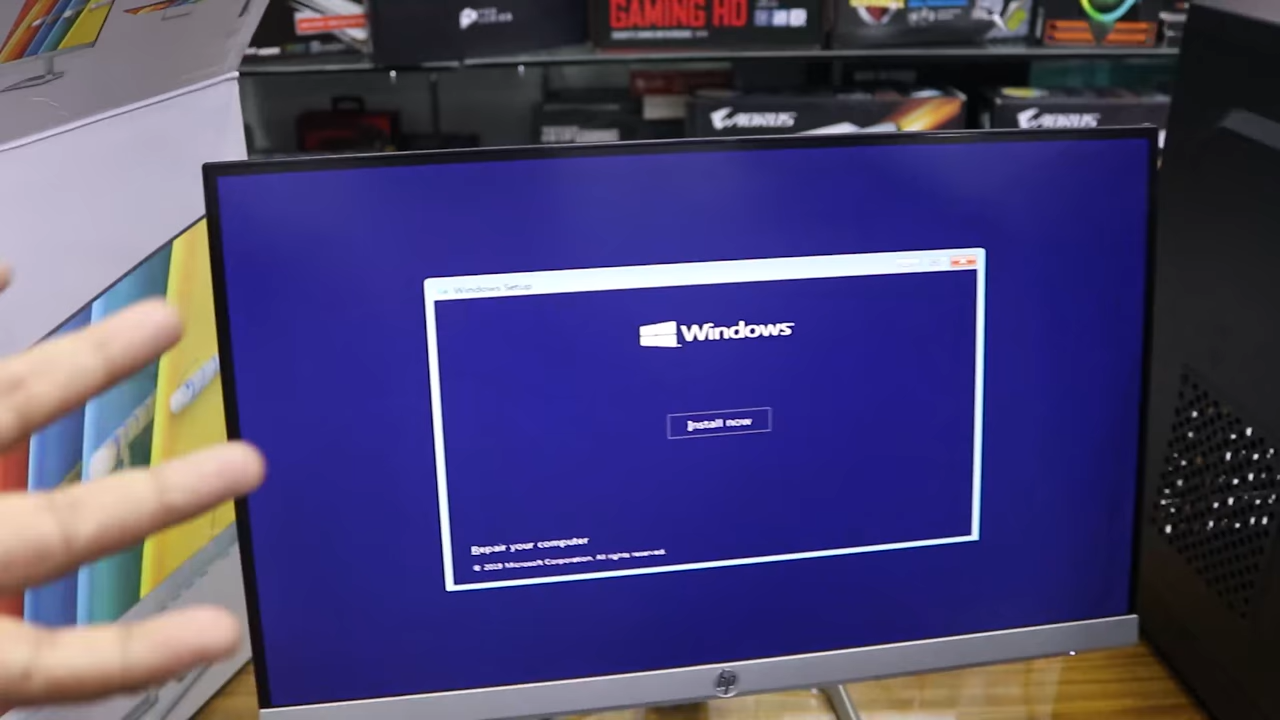 GAMING HD
AORUS
AORUS
Windows Setup
Windows
Install now
Repair your computer
© 2019 Microsoft Corporation. All rights reserved.
hp